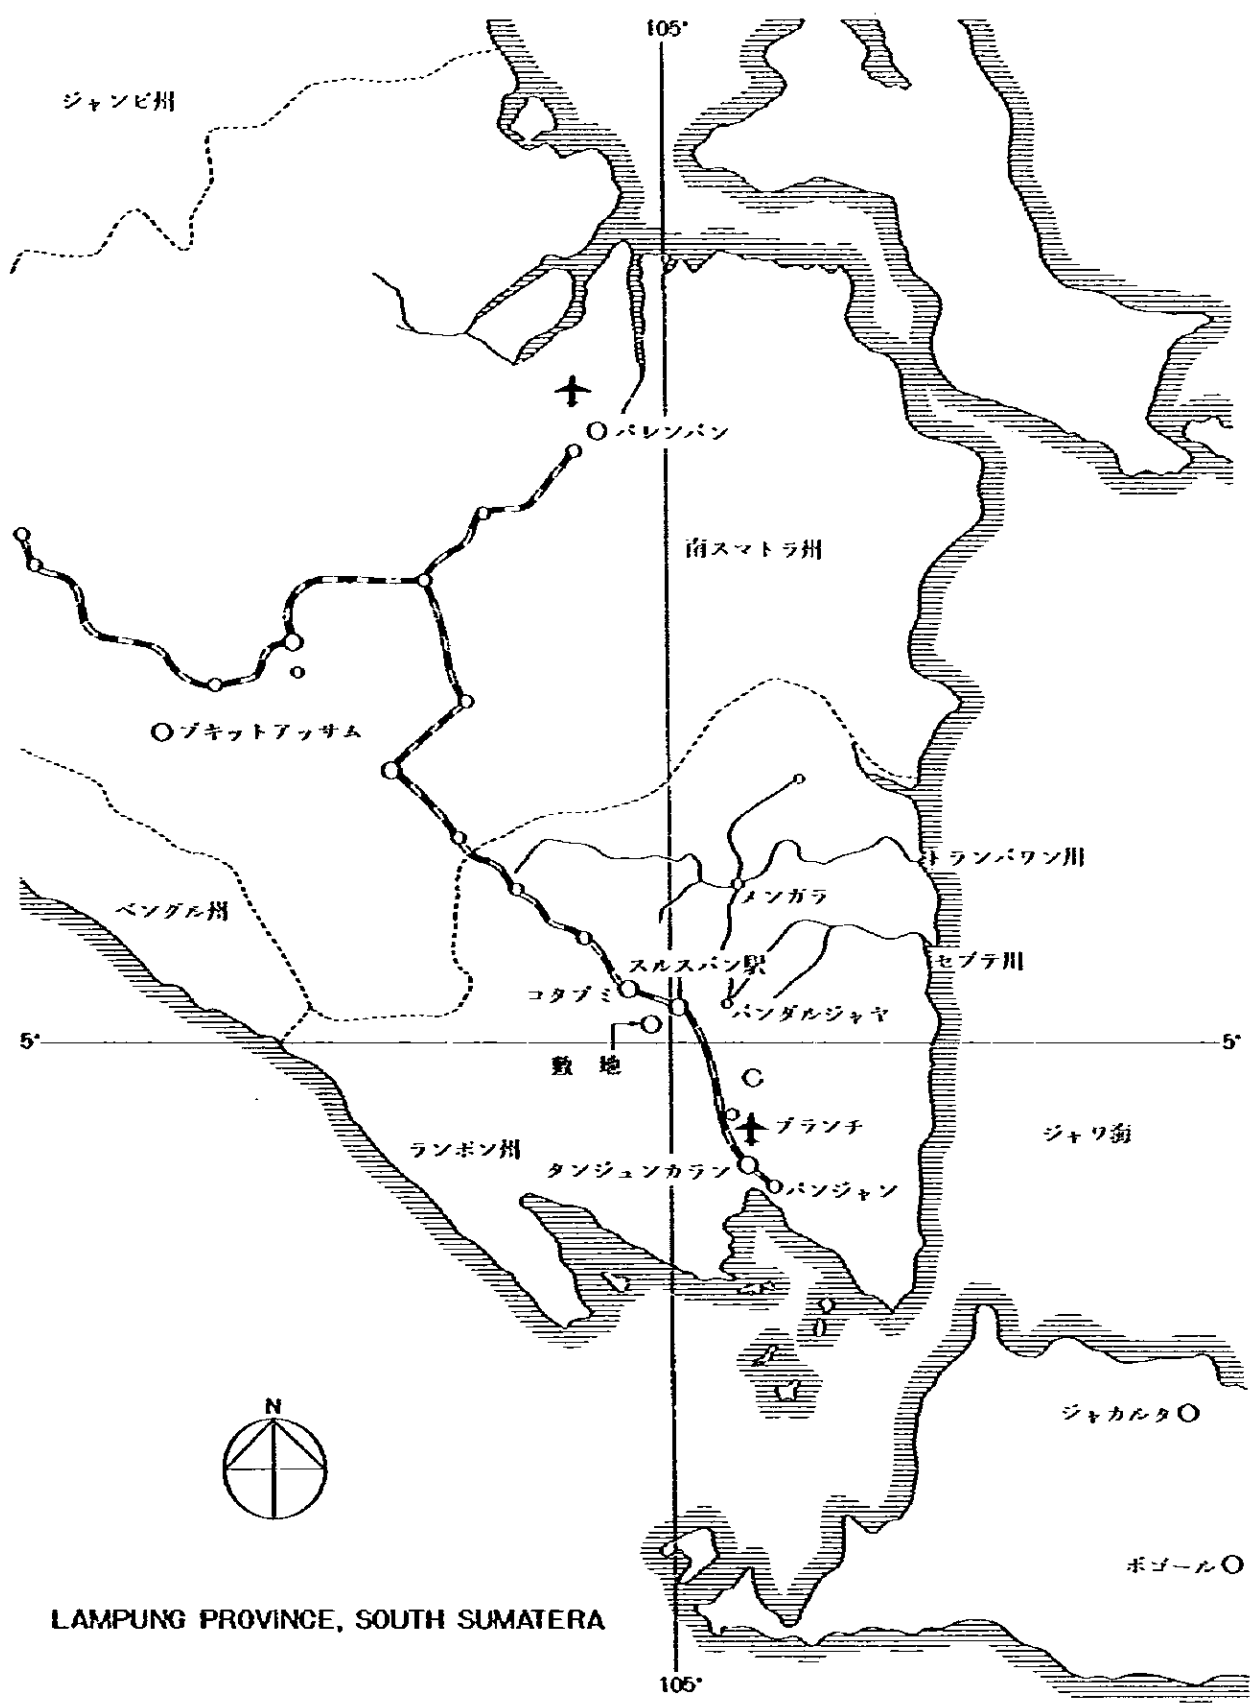 105°
ジャンビ州
パレンバン
南スマトラ州
ブキットアッサム
トランバワン川
メンガラ
ベングル州
スルスバン駅
セプテ川
コタブミ
バンダルジャヤ
5°
5°
敷地
ブランチ
ジャワ海
ランポン州
タンジュンカラン
パンジャン
N
ジャカルタ
ボゴール
LAMPUNG PROVINCE, SOUTH SUMATERA
105°